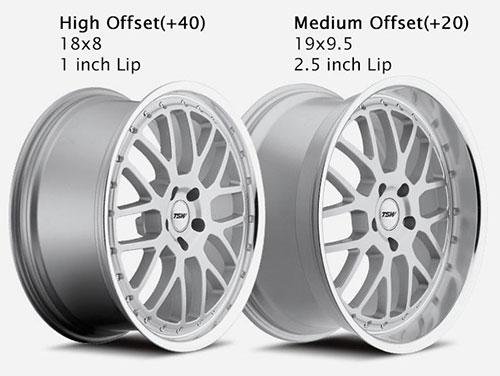 High Offset(+40)
18x8
1 inch Lip
Medium Offset(+20)
19x9.5
2.5 inch Lip
TSW
TSW